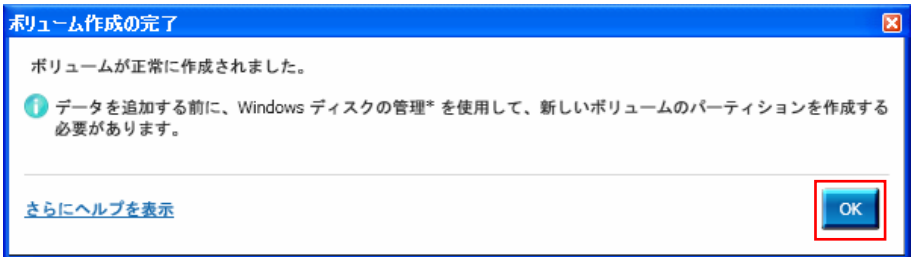 ボリューム作成の完了
ボリュームが正常に作成されました。
データを追加する前に、Windows ディスクの管理* を使用して、新しいボリュームのパーティションを作成する
必要があります。
さらにヘルプを表示
OK